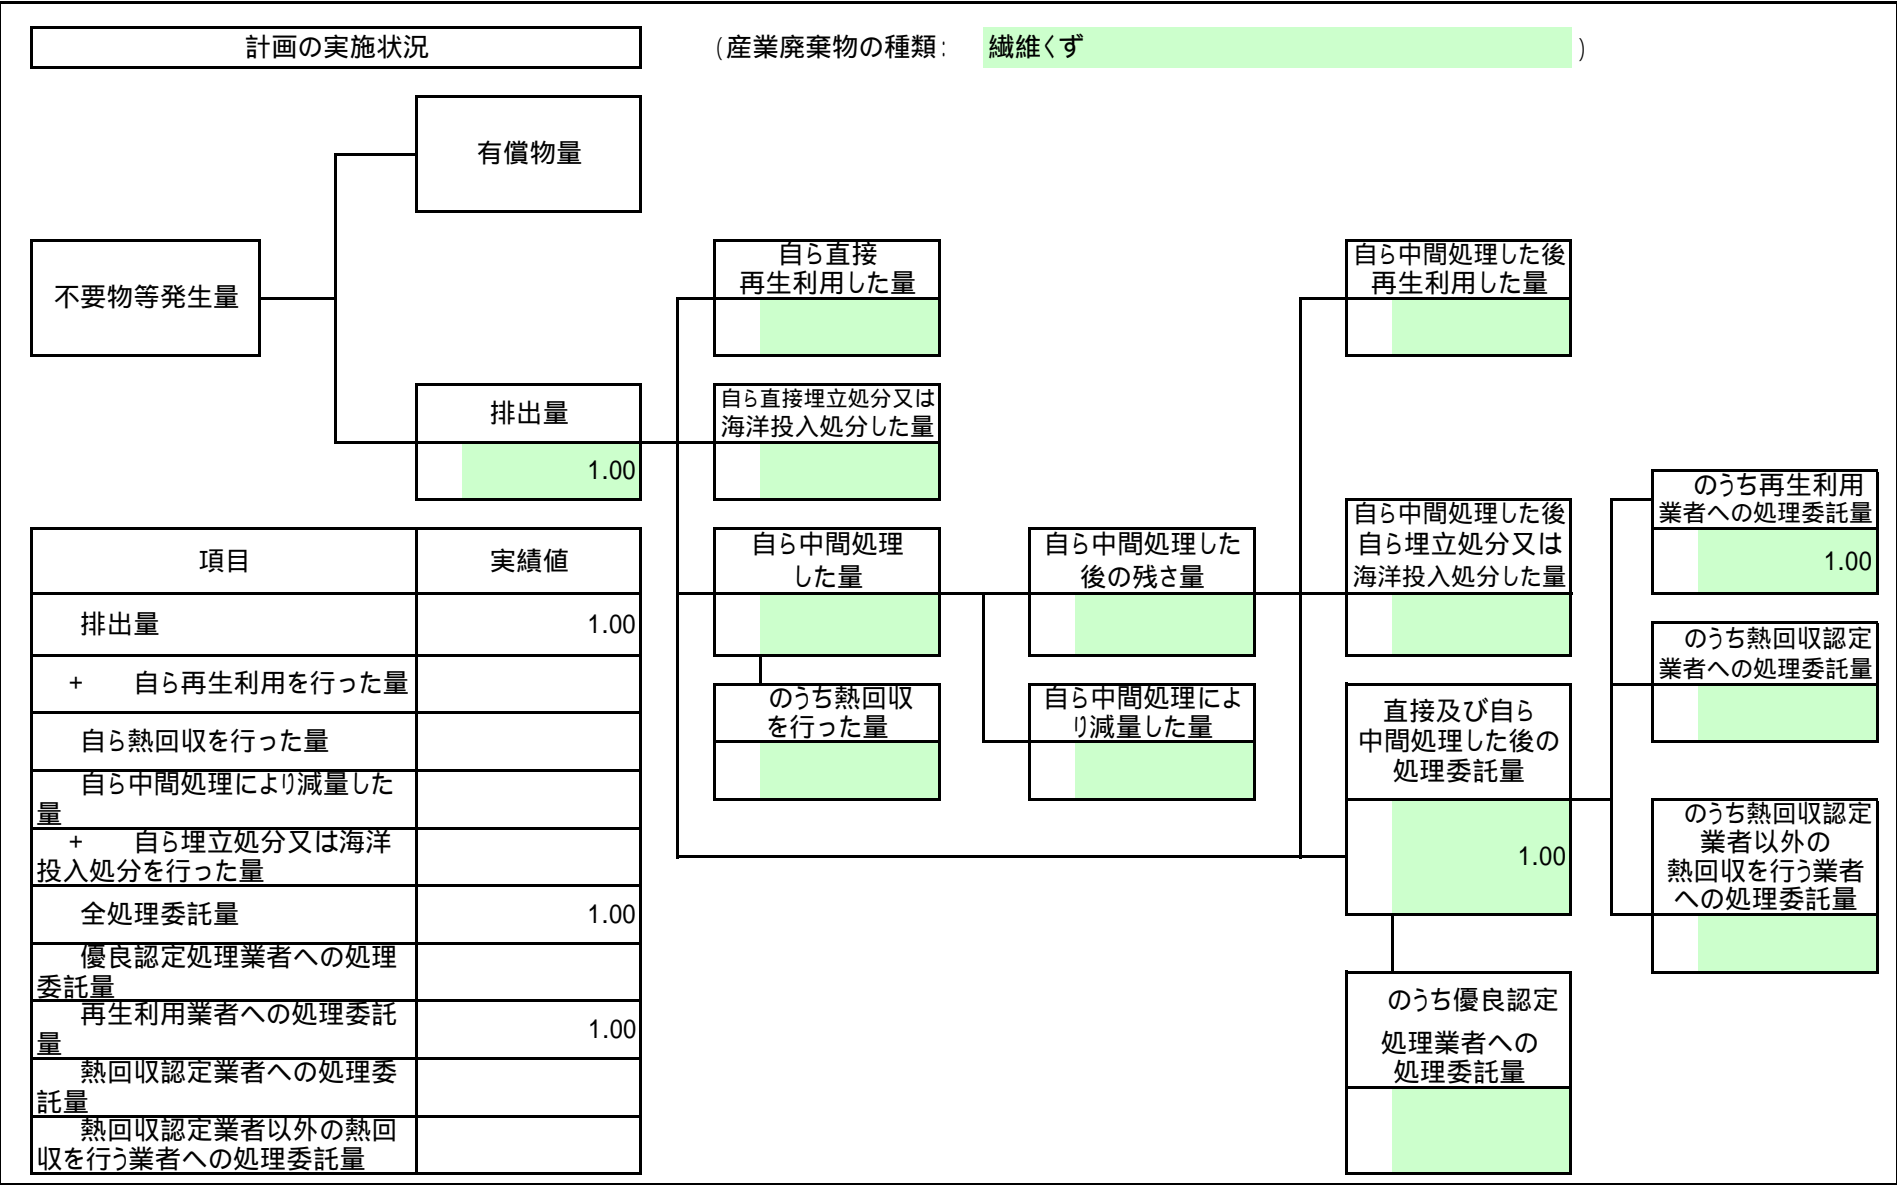 計画の実施状況
(産業廃棄物の種類: 繊維くず )
有償物量
不要物等発生量
排出量
1.00
自ら直接
再生利用した量
自ら直接埋立処分又は
海洋投入処分した量
自ら中間処理
した量
のうち熱回収
を行った量
自ら中間処理した
後の残さ量
自ら中間処理によ
り減量した量
自ら中間処理した後
再生利用した量
自ら中間処理した後
自ら埋立処分又は
海洋投入処分した量
直接及び自ら
中間処理した後の
処理委託量
1.00
のうち優良認定
処理業者への
処理委託量
のうち再生利用
業者への処理委託量
1.00
のうち熱回収認定
業者への処理委託量
のうち熱回収認定
業者以外の
熱回収を行う業者
への処理委託量
項目 実績値
排出量 1.00
+ 自ら再生利用を行った量
自ら熱回収を行った量
自ら中間処理により減量した
量
+ 自ら埋立処分又は海洋
投入処分を行った量
全処理委託量 1.00
優良認定処理業者への処理
委託量
再生利用業者への処理委託
量 1.00
熱回収認定業者への処理委
託量
熱回収認定業者以外の熱回
収を行う業者への処理委託量